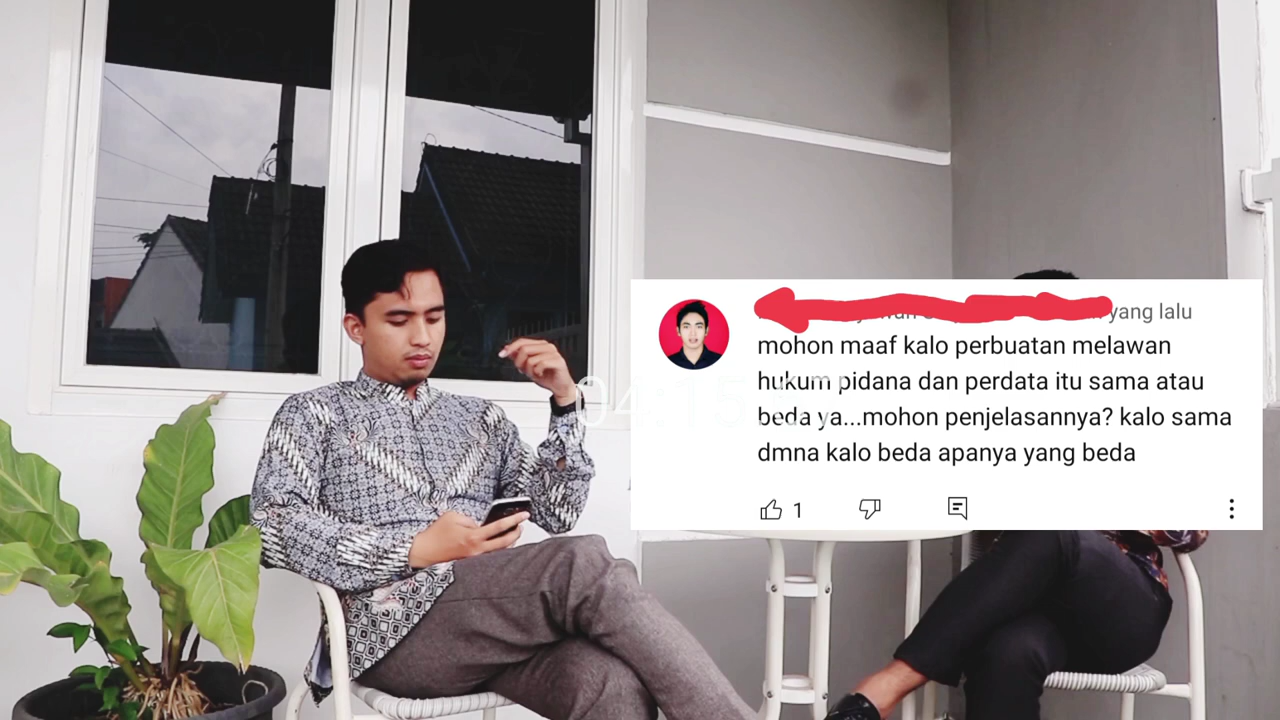 yang lalu
mohon maaf kalo perbuatan melawan
hukum pidana dan perdata itu sama atau
beda ya...mohon penjelasannya? kalo sama
dmna kalo beda apanya yang beda
1